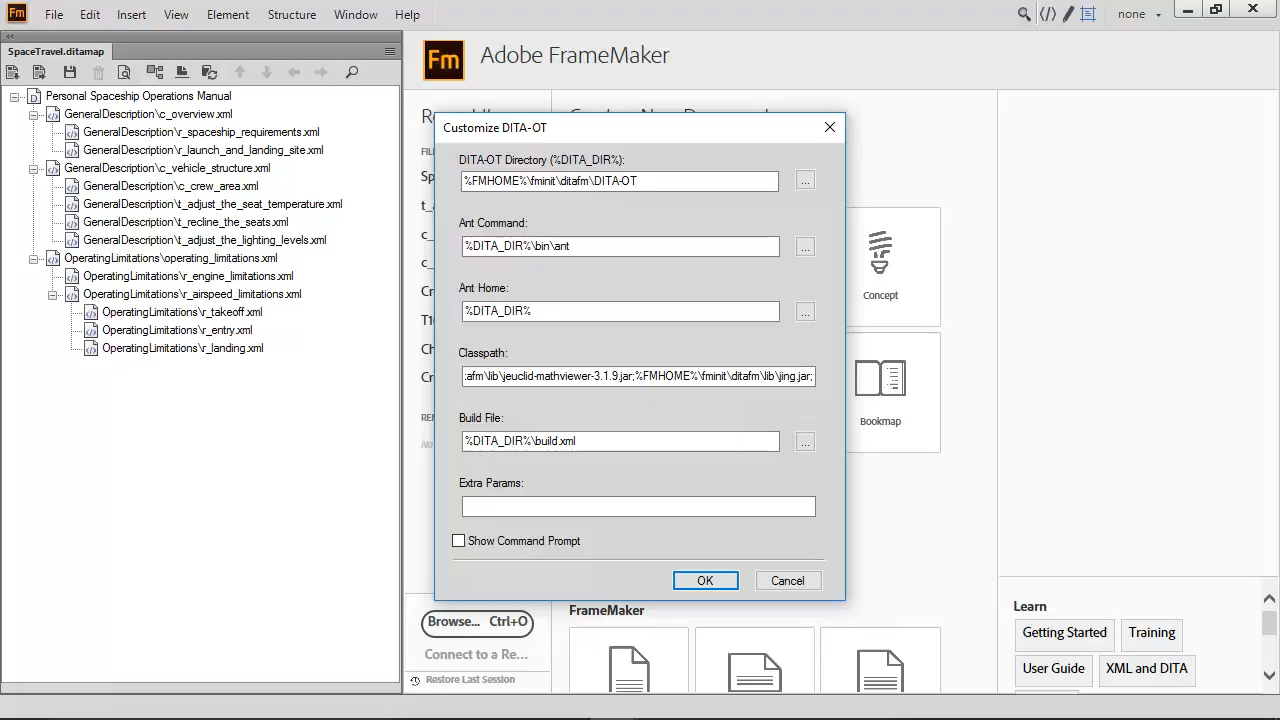 Fm File Edit Insert View Element Structure Window Help
none
SpaceTravel.ditamap
Personal Spaceship Operations Manual
GeneralDescription\c_overview.xml
GeneralDescription\r_spaceship_requirements.xml
GeneralDescription\r_launch_and_landing_site.xml
GeneralDescription\c_vehicle_structure.xml
GeneralDescription\c_crew_area.xml
GeneralDescription\t_adjust_the_seat_temperature.xml
GeneralDescription\t_recline_the_seats.xml
GeneralDescription\t_adjust_the_lighting_levels.xml
OperatingLimitations\operating_limitations.xml
OperatingLimitations\r_engine_limitations.xml
OperatingLimitations\r_airspeed_limitations.xml
OperatingLimitations\r_takeoff.xml
OperatingLimitations\r_entry.xml
OperatingLimitations\r_landing.xml
Fm Adobe FrameMaker
Customize DITA-OT
DITA-OT Directory (%DITA_DIR%):
%FMHOME%\fminit\ditafm\DITA-OT
...
Ant Command:
%DITA_DIR%\bin\ant
...
Ant Home:
%DITA_DIR%
...
Classpath:
:afm\lib\jeuclid-mathviewer-3.1.9.jar;%FMHOME%\fminit\ditafm\lib\jing.jar;
Build File:
%DITA_DIR%\build.xml
...
Extra Params:
Show Command Prompt
OK Cancel
Concept
Bookmap
Browse... Ctrl+O
Connect to a Re...
Restore Last Session
FrameMaker
Learn
Getting Started Training
User Guide XML and DITA